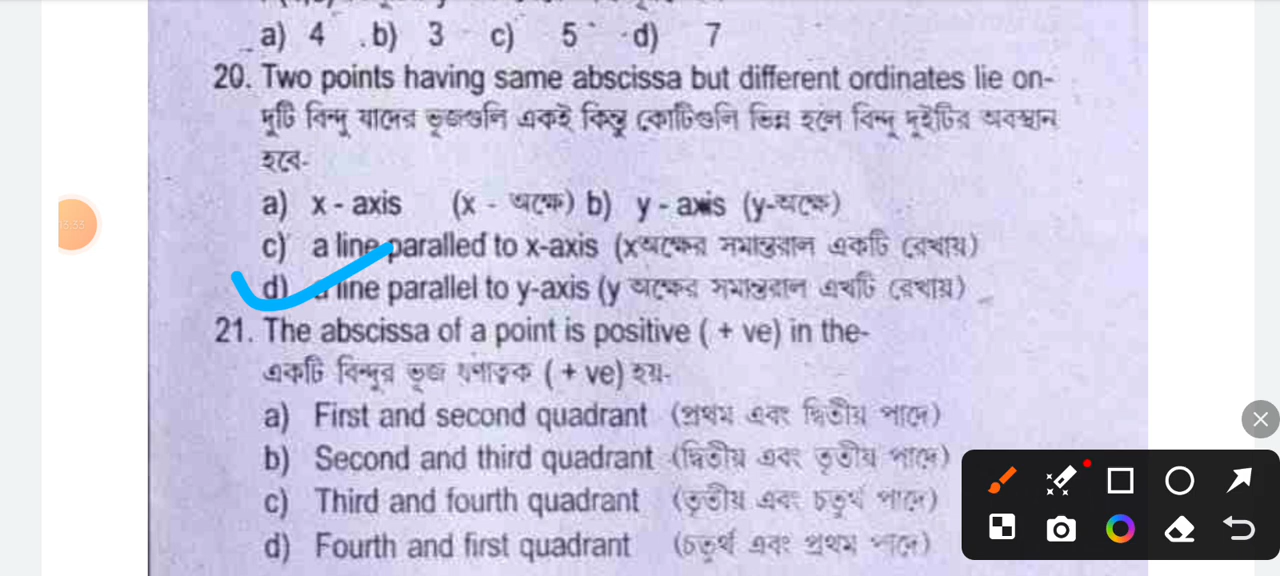 a) 4 b) 3 c) 5 d) 7
20. Two points having same abscissa but different ordinates lie on-
দুটি বিন্দু যাদের ভূজগুলি একই কিন্তু কোটিগুলি ভিন্ন হলে বিন্দু দুইটির অবস্থান
হবে-
a) x - axis (x - অক্ষে) b) y - axis (y-অক্ষে)
c) a line paralled to x-axis (xঅক্ষের সমান্তরাল একটি রেখায়)
d) a line parallel to y-axis (y অক্ষের সমান্তরাল রেখায়)
21. The abscissa of a point is positive ( + ve) in the-
একটি বিন্দুর ভূজ ( + ve) হয়-
a) First and second quadrant (প্রথম এবং দ্বিতীয় পাদে)
b) Second and third quadrant (দ্বিতীয় এবং তৃতীয় পাদে)
c) Third and fourth quadrant (তৃতীয় এবং চতুর্থ পাদে)
d) Fourth and first quadrant (চতুর্থ এবং প্রথম পাদে)